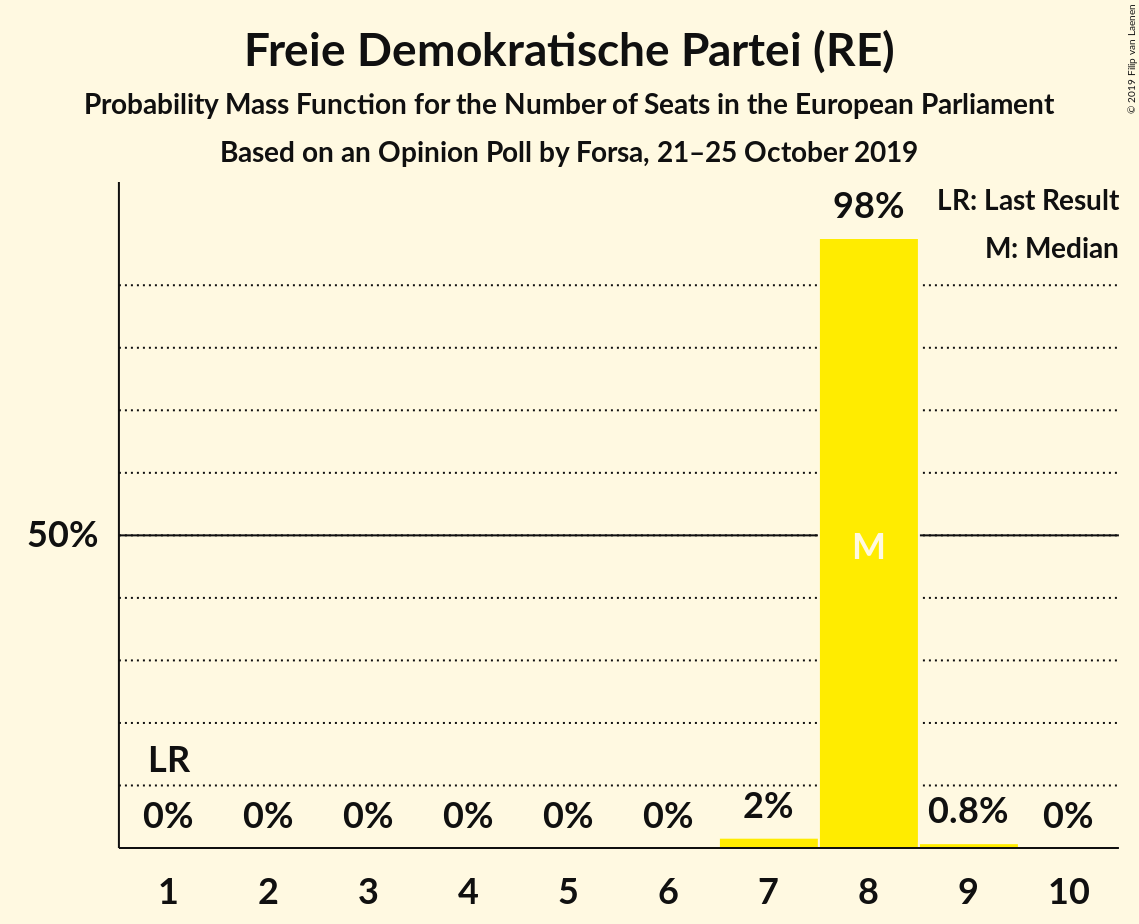 Freie Demokratische Partei (RE)
Probability Mass Function for the Number of Seats in the European Parliament
Based on an Opinion Poll by Forsa, 21–25 October 2019
© 2019 Filip van Laenen
98%
LR: Last Result
M: Median
50%
M
LR
0% 0% 0% 0% 0% 0% 2% 0.8% 0%
1 2 3 4 5 6 7 8 9 10